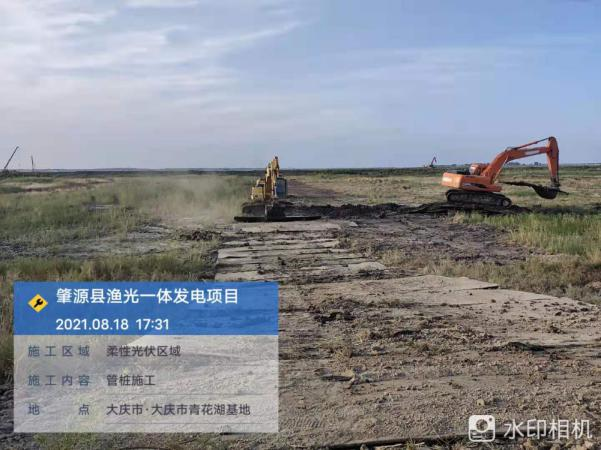 肇源县渔光一体发电项目
2021.08.18 17:31
施工区域 柔性光伏区域
施工内容 管桩施工
地点 大庆市·大庆市青花湖基地
水印相机